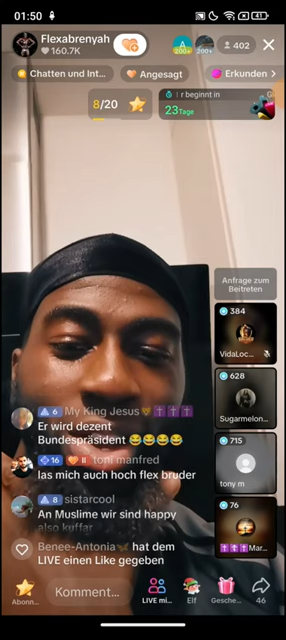 01:50
41
Flexabrenyah
160.7K
200+
200+
402
Chatten und Int...
Angesagt
Erkunden
8/20
r beginnt in
23Tage
Anfrage zum
Beitreten
384
VidaLoc...
628
Sugarmelon...
715
tony m
76
Mar...
6 My King Jesus
Er wird dezent
Bundespräsident 😂😂😂😂
16 II toni manfred
las mich auch hoch flex bruder
8 sistarcool
An Muslime wir sind happy
also kuffar
Benee-Antonia hat dem
LIVE einen Like gegeben
Abonn...
Komment...
LIVE mi...
Elf
Gesche...
46